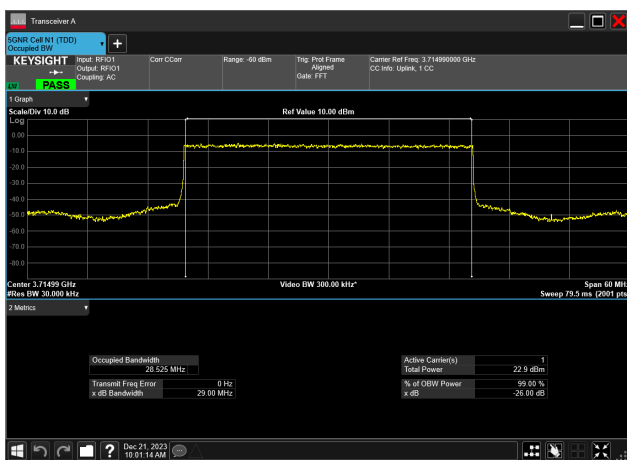 Transceiver A
5GNR Cell N1 (TDD)
Occupied BW
KEYSIGHT
Input: RFIO1
Output: RFIO1
Coupling: AC
Corr CCorr
Range: -60 dBm
Trig: Prot Frame
Aligned
Gate: FFT
Carrier Ref Freq: 3.714990000 GHz
CC Info: Uplink, 1 CC
PASS
1 Graph
Scale/Div 10.0 dB
Ref Value 10.00 dBm
Log
0.00
-10.0
-20.0
-30.0
-40.0
-50.0
-60.0
-70.0
-80.0
Center 3.71499 GHz
#Res BW 30.000 kHz
Video BW 300.00 kHz*
Span 60 MHz
Sweep 79.5 ms (2001 pts
2 Metrics
Occupied Bandwidth
28.525 MHz
Transmit Freq Error 0 Hz
x dB Bandwidth 29.00 MHz
Active Carrier(s) 1
Total Power 22.9 dBm
% of OBW Power 99.00 %
x dB -26.00 dB
Dec 21, 2023
10:01:14 AM